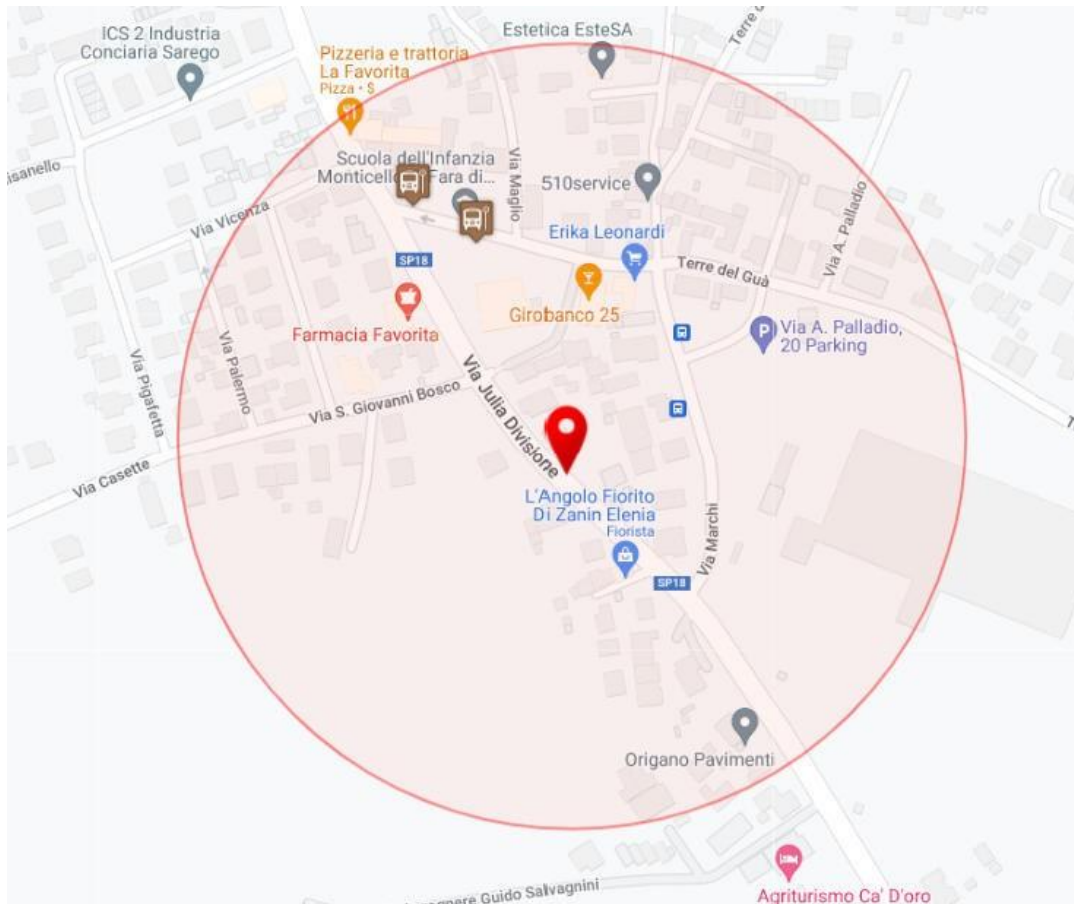 ICS 2 Industria
Conciaria Sarego
Estetica EsteSA
Terre d
Pizzeria e trattoria
La Favorita
Pizza • $
Scuola dell'Infanzia
Monticello Fara di...
Via Maglio
510service
isanello
Via Vicenza
Erika Leonardi
Via A. Palladio
SP18
Terre del Guà
Farmacia Favorita
Girobanco 25
Via A. Palladio,
20 Parking
P
Via Pigafetta
Via Palermo
Via S. Giovanni Bosco
Via Julia Divisione
Via Casette
L'Angolo Fiorito
Di Zanin Elenia
Fiorista
Via Marchi
SP18
Origano Pavimenti
Guido Salvagnini
Agriturismo Ca' D'oro